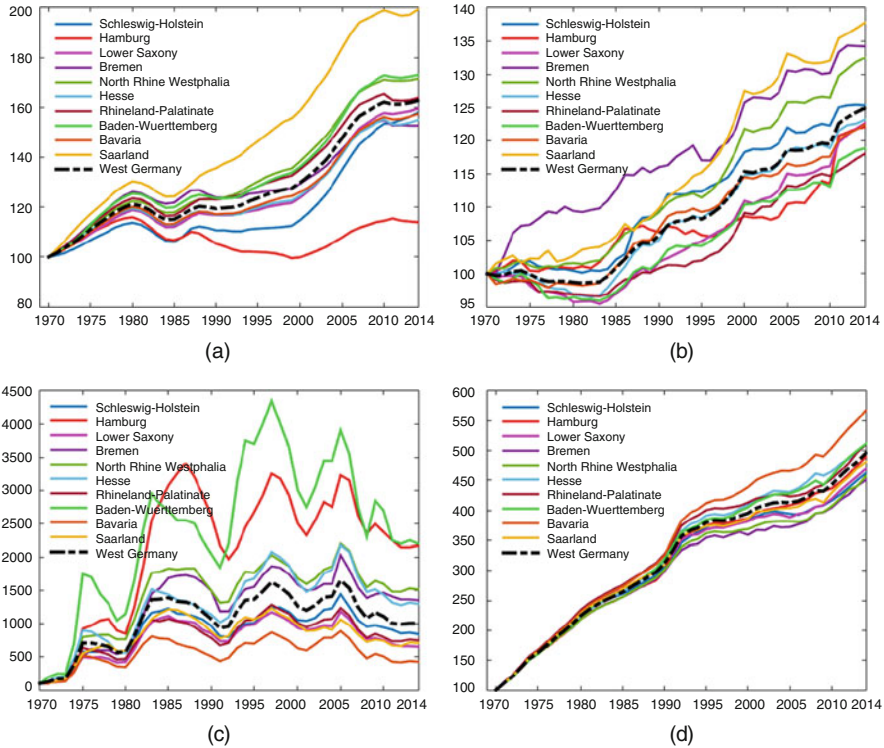 200
180
160
140
120
100
80
Schleswig-Holstein
Hamburg
Lower Saxony
Bremen
North Rhine Westphalia
Hesse
Rhineland-Palatinate
Baden-Wuerttemberg
Bavaria
Saarland
West Germany
1970 1975 1980 1985 1990 1995 2000 2005 2010 2014
(a)
140
135
130
125
120
115
110
105
100
95
Schleswig-Holstein
Hamburg
Lower Saxony
Bremen
North Rhine Westphalia
Hesse
Rhineland-Palatinate
Baden-Wuerttemberg
Bavaria
Saarland
West Germany
1970 1975 1980 1985 1990 1995 2000 2005 2010 2014
(b)
4500
4000
3500
3000
2500
2000
1500
1000
500
0
Schleswig-Holstein
Hamburg
Lower Saxony
Bremen
North Rhine Westphalia
Hesse
Rhineland-Palatinate
Baden-Wuerttemberg
Bavaria
Saarland
West Germany
1970 1975 1980 1985 1990 1995 2000 2005 2010 2014
(c)
600
550
500
450
400
350
300
250
200
150
100
Schleswig-Holstein
Hamburg
Lower Saxony
Bremen
North Rhine Westphalia
Hesse
Rhineland-Palatinate
Baden-Wuerttemberg
Bavaria
Saarland
West Germany
1970 1975 1980 1985 1990 1995 2000 2005 2010 2014
(d)